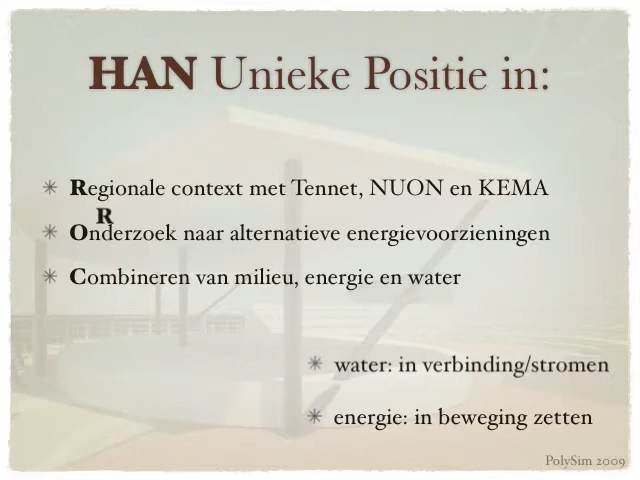 HAN Unieke Positie in:
Regionale context met Tennet, NUON en KEMA
R
Onderzoek naar alternatieve energievoorzieningen
Combineren van milieu, energie en water
water: in verbinding/stromen
energie: in beweging zetten
PolySim 2009